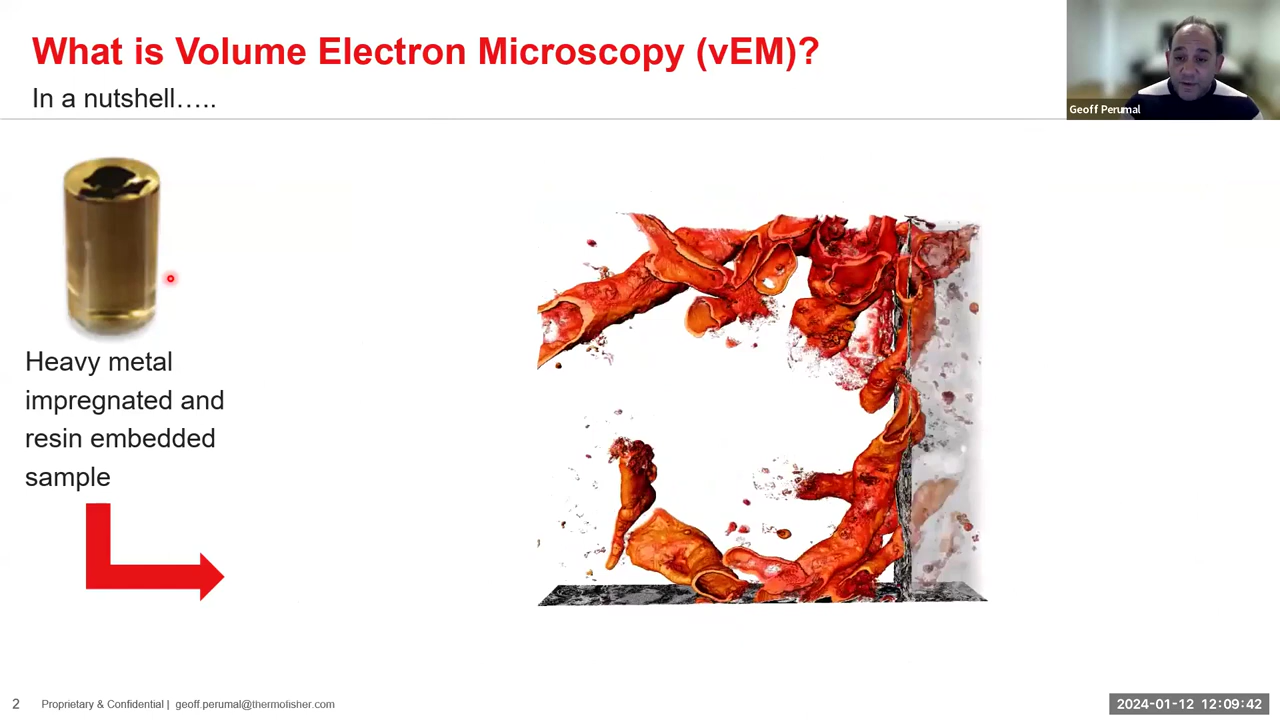 What is Volume Electron Microscopy (vEM)?
In a nutshell…..
Geoff Perumal
Heavy metal
impregnated and
resin embedded
sample
2 Proprietary & Confidential | geoff.perumal@thermofisher.com
2024-01-12 12:09:42